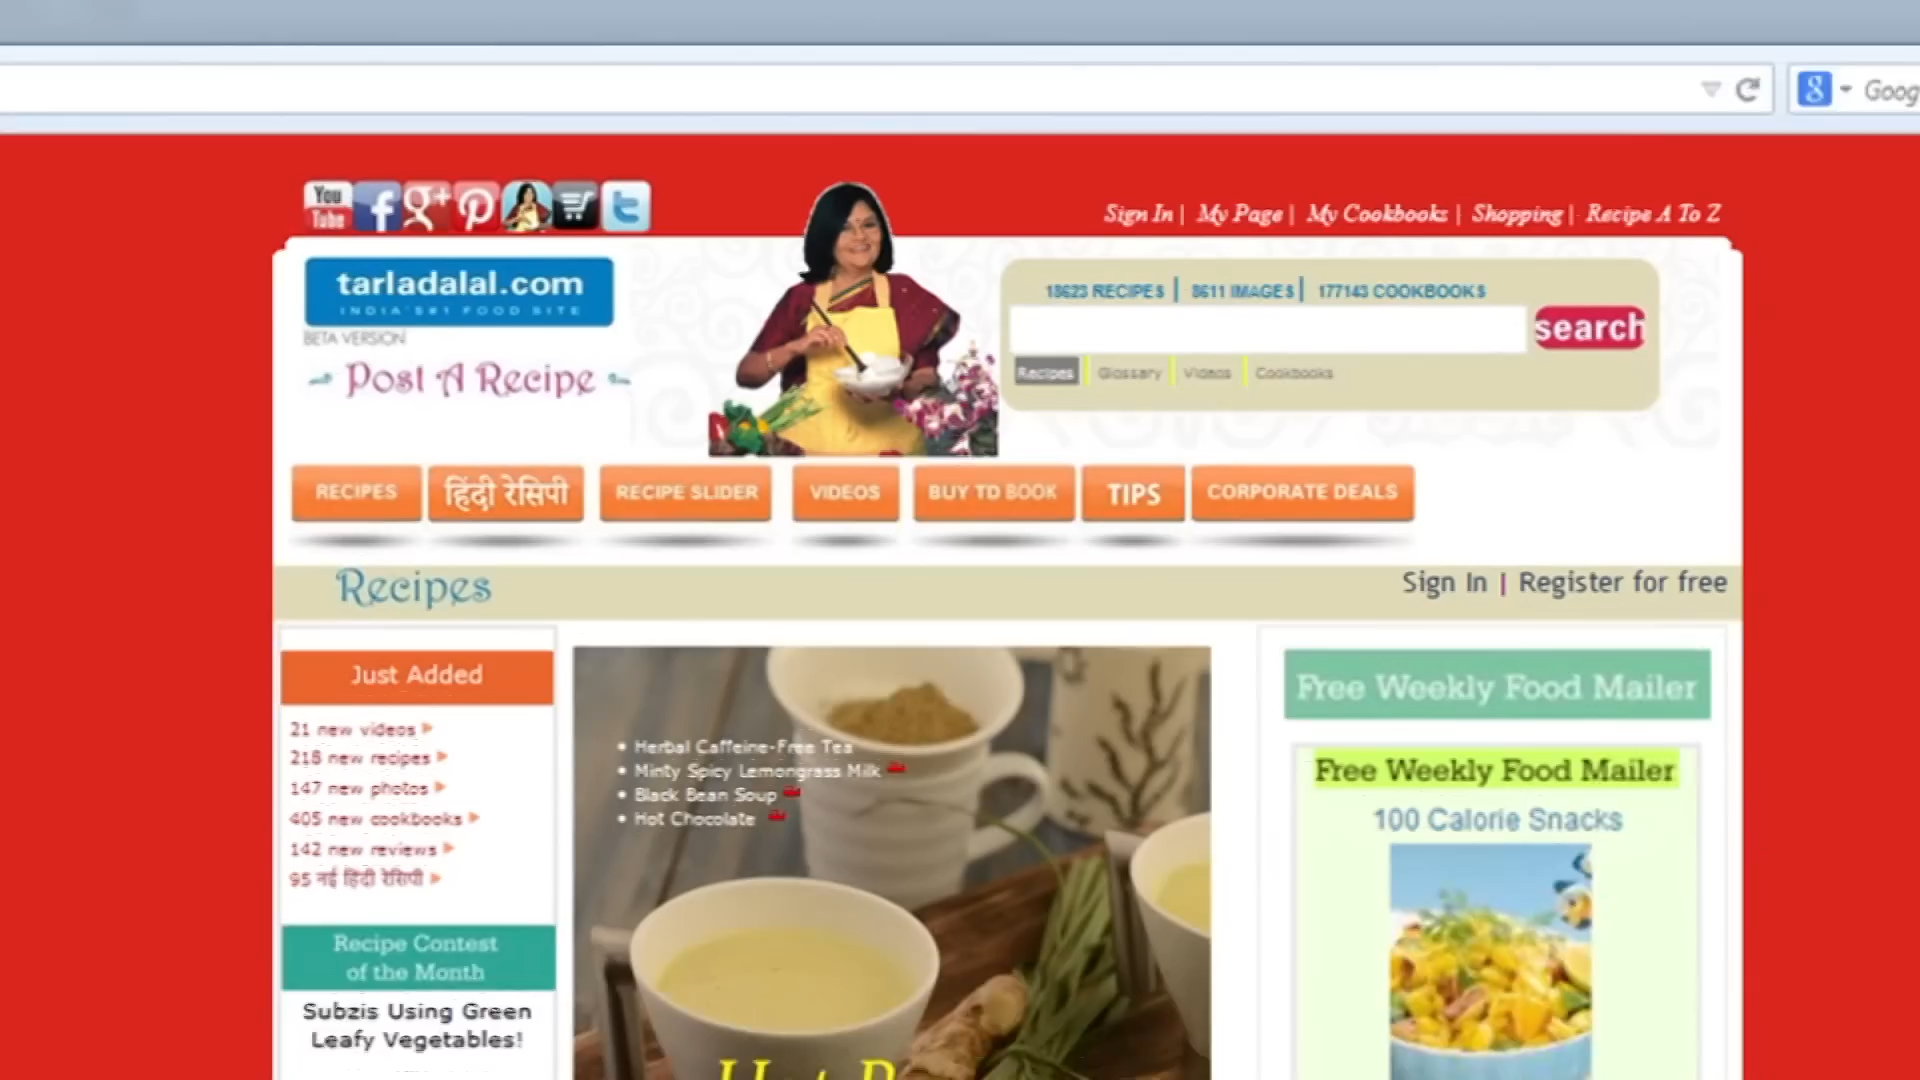 Goog
You
Tube
Sign In | My Page | My Cookbooks | Shopping | Recipe A To Z
tarladalal.com
INDIA'S #1 FOOD SITE
BETA VERSION
Post A Recipe
18623 RECIPES | 8611 IMAGES | 177143 COOKBOOKS
search
Recipes Glossary Videos Cookbooks
RECIPES हिंदी रेसिपी RECIPE SLIDER VIDEOS BUY TD BOOK TIPS CORPORATE DEALS
Recipes
Sign In | Register for free
Just Added
21 new videos
218 new recipes
147 new photos
405 new cookbooks
142 new reviews
95 नई हिंदी रेसिपी
Recipe Contest
of the Month
Subzis Using Green
Leafy Vegetables!
• Herbal Caffeine-Free Tea
• Minty Spicy Lemongrass Milk
• Black Bean Soup
• Hot Chocolate
Free Weekly Food Mailer
Free Weekly Food Mailer
100 Calorie Snacks